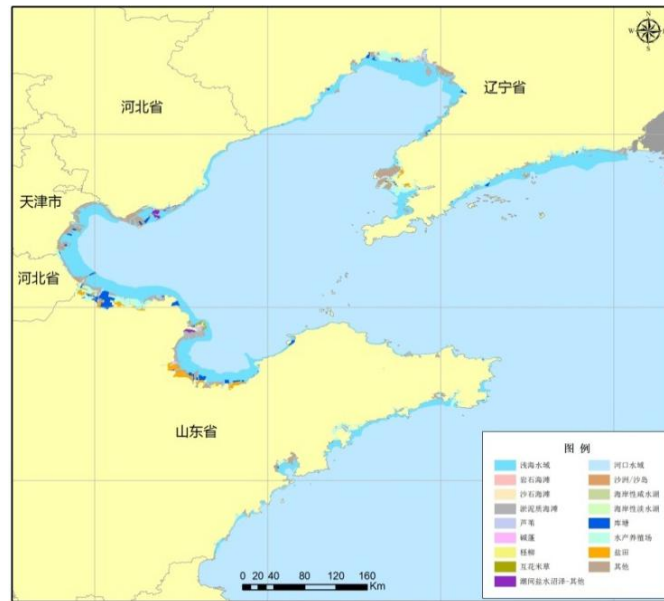 N
W
河北省
辽宁省
天津市
河北省
山东省
图 例
浅海水域
河口水域
岩石海滩
沙洲/沙岛
沙石海滩
海岸性咸水湖
淤泥质海滩
海岸性淡水湖
芦苇
库塘
碱蓬
水产养殖场
柽柳
盐田
互花米草
其他
潮间盐水沼泽-其他
0 20 40 80 120 160
Km